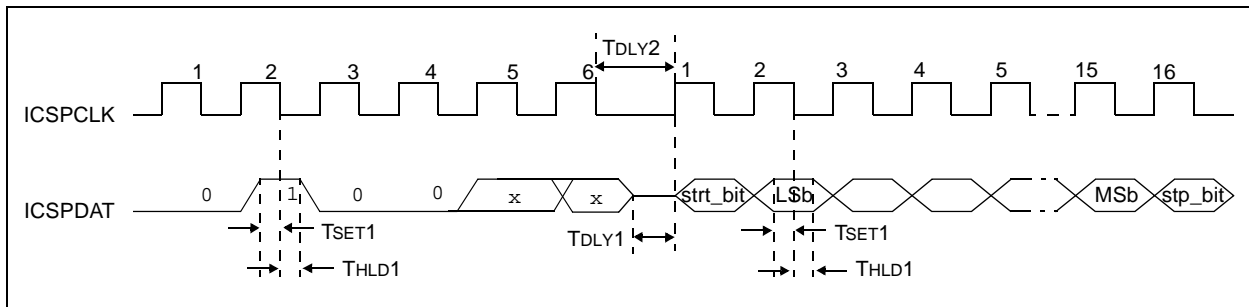 TDLY2
1 2 3 4 5 6 1 2 3 4 5 15 16
ICSPCLK
ICSPDAT 0 1 0 0 x x strt_bit LSb MSb stp_bit
TSET1 TDLY1 TSET1
THLD1 THLD1